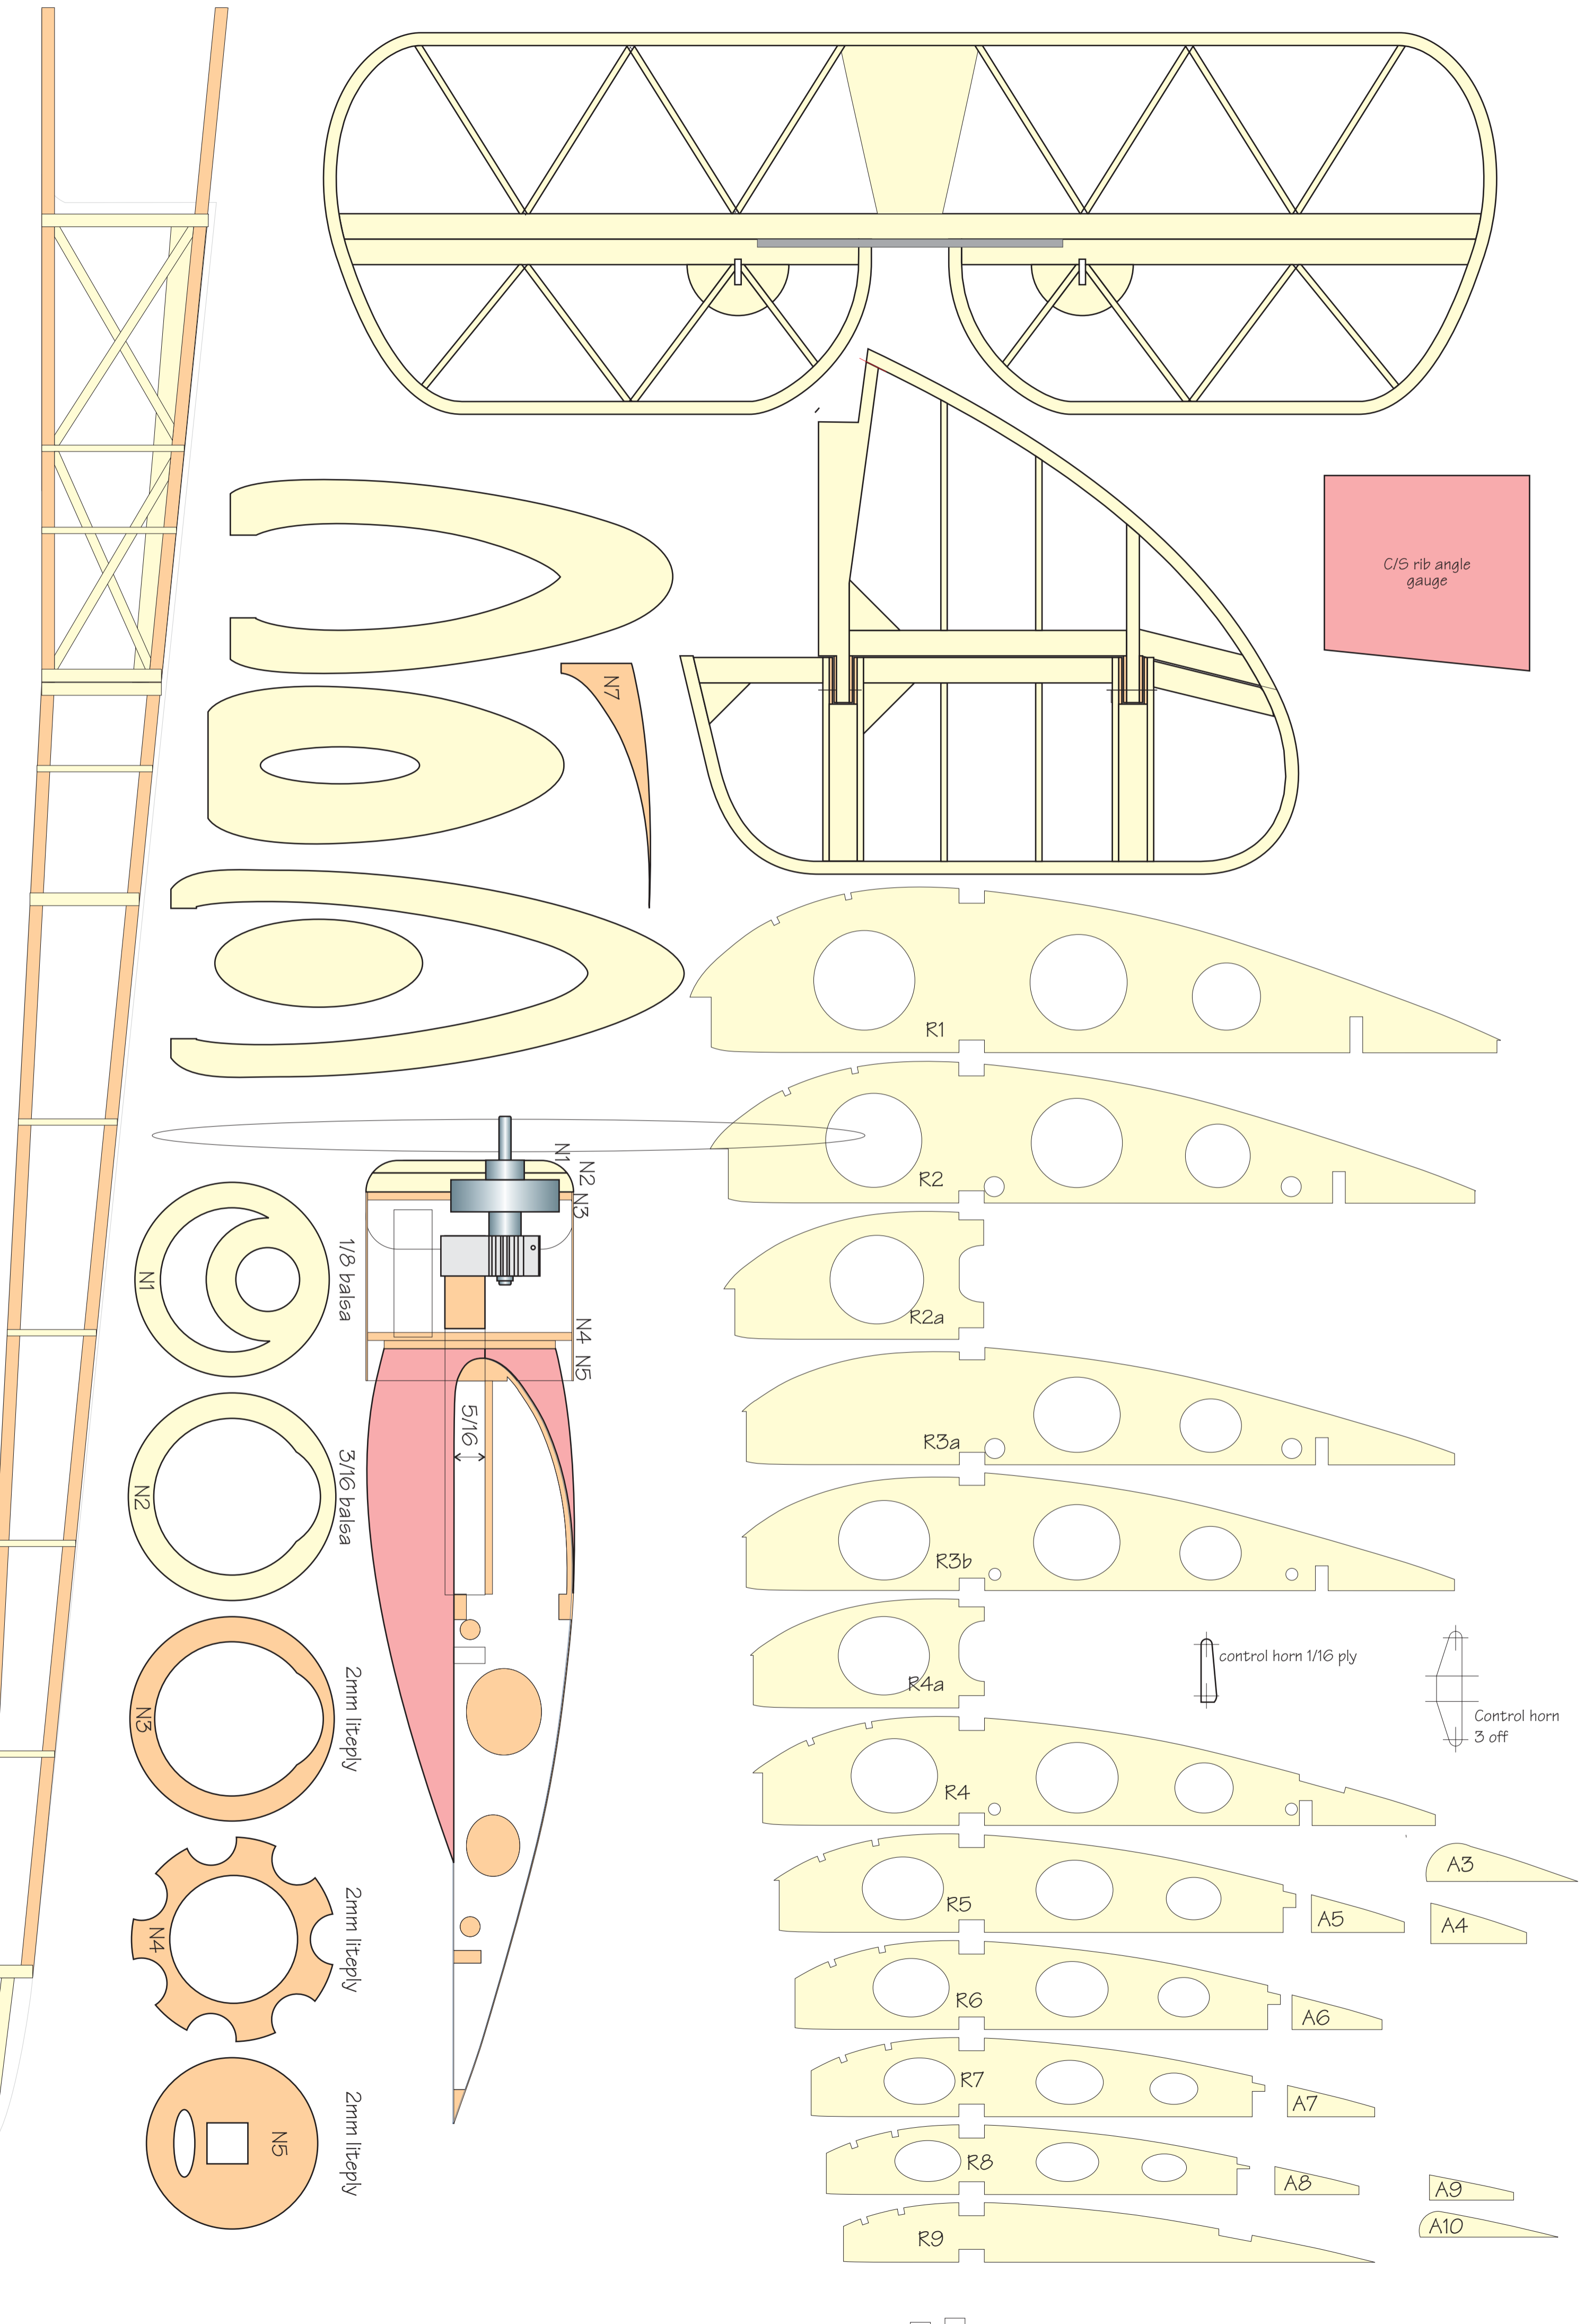 C/S rib angle
gauge
N7
R1
R2
R2a
R3a
R3b
R4a
R4
R5
R6
R7
R8
R9
A3
A5
A4
A6
A7
A8
A9
A10
control horn 1/16 ply
Control horn
3 off
N1
N2
N3
N4
N5
5/16
N1
1/8 balsa
N2
3/16 balsa
N3
2mm liteply
N4
2mm liteply
N5
2mm liteply